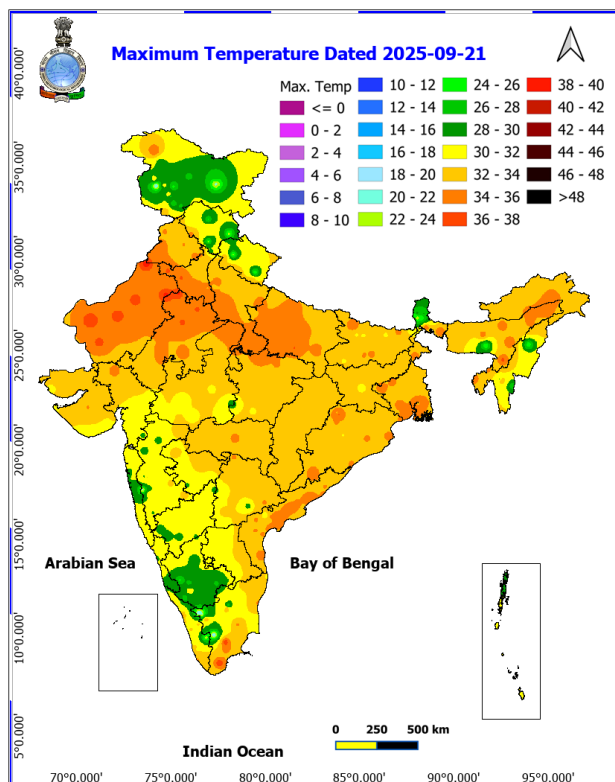 Maximum Temperature Dated 2025-09-21
Max. Temp
<= 0
0 - 2
2 - 4
4 - 6
6 - 8
8 - 10
10 - 12
12 - 14
14 - 16
16 - 18
18 - 20
20 - 22
22 - 24
24 - 26
26 - 28
28 - 30
30 - 32
32 - 34
34 - 36
36 - 38
38 - 40
40 - 42
42 - 44
44 - 46
46 - 48
>48
40°0.000'
35°0.000'
30°0.000'
25°0.000'
20°0.000'
15°0.000'
10°0.000'
5°0.000'
Arabian Sea
Bay of Bengal
0 250 500 km
Indian Ocean
70°0.000' 75°0.000' 80°0.000' 85°0.000' 90°0.000' 95°0.000'